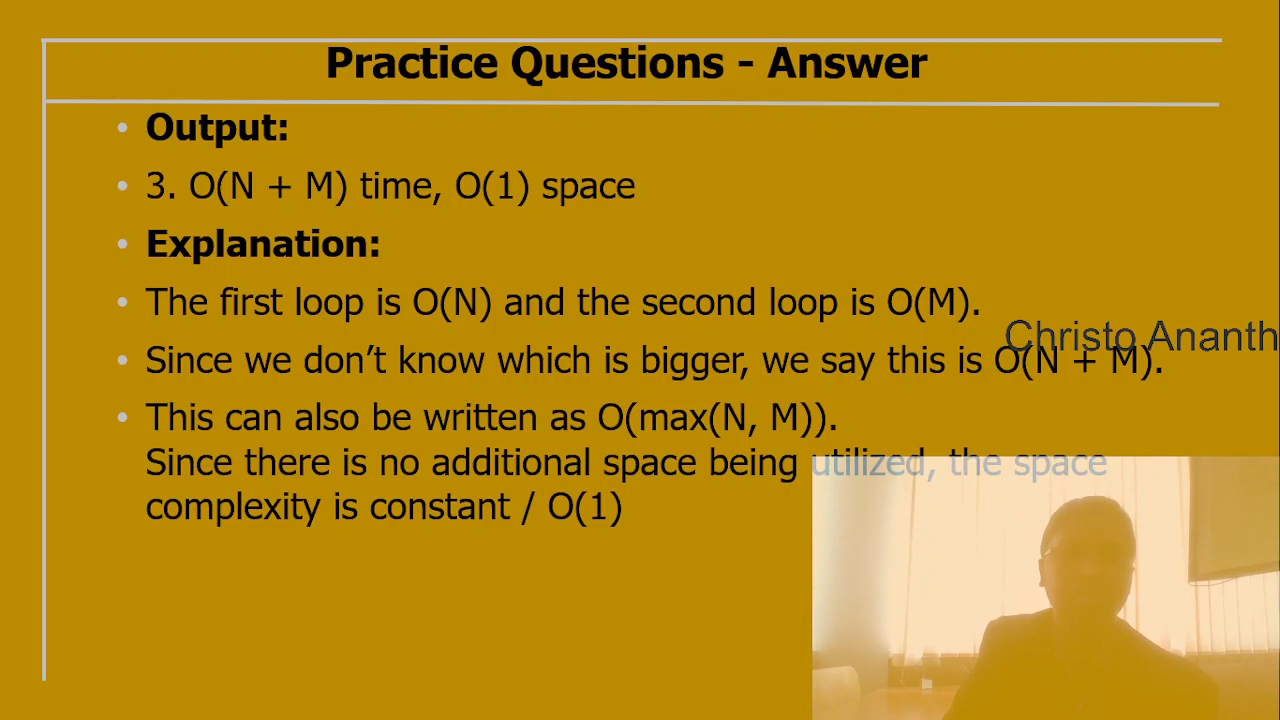 Practice Questions - Answer
• Output:
• 3. O(N + M) time, O(1) space
• Explanation:
• The first loop is O(N) and the second loop is O(M).
Christo Ananth
• Since we don’t know which is bigger, we say this is O(N + M).
• This can also be written as O(max(N, M)).
Since there is no additional space being utilized, the space
complexity is constant / O(1)